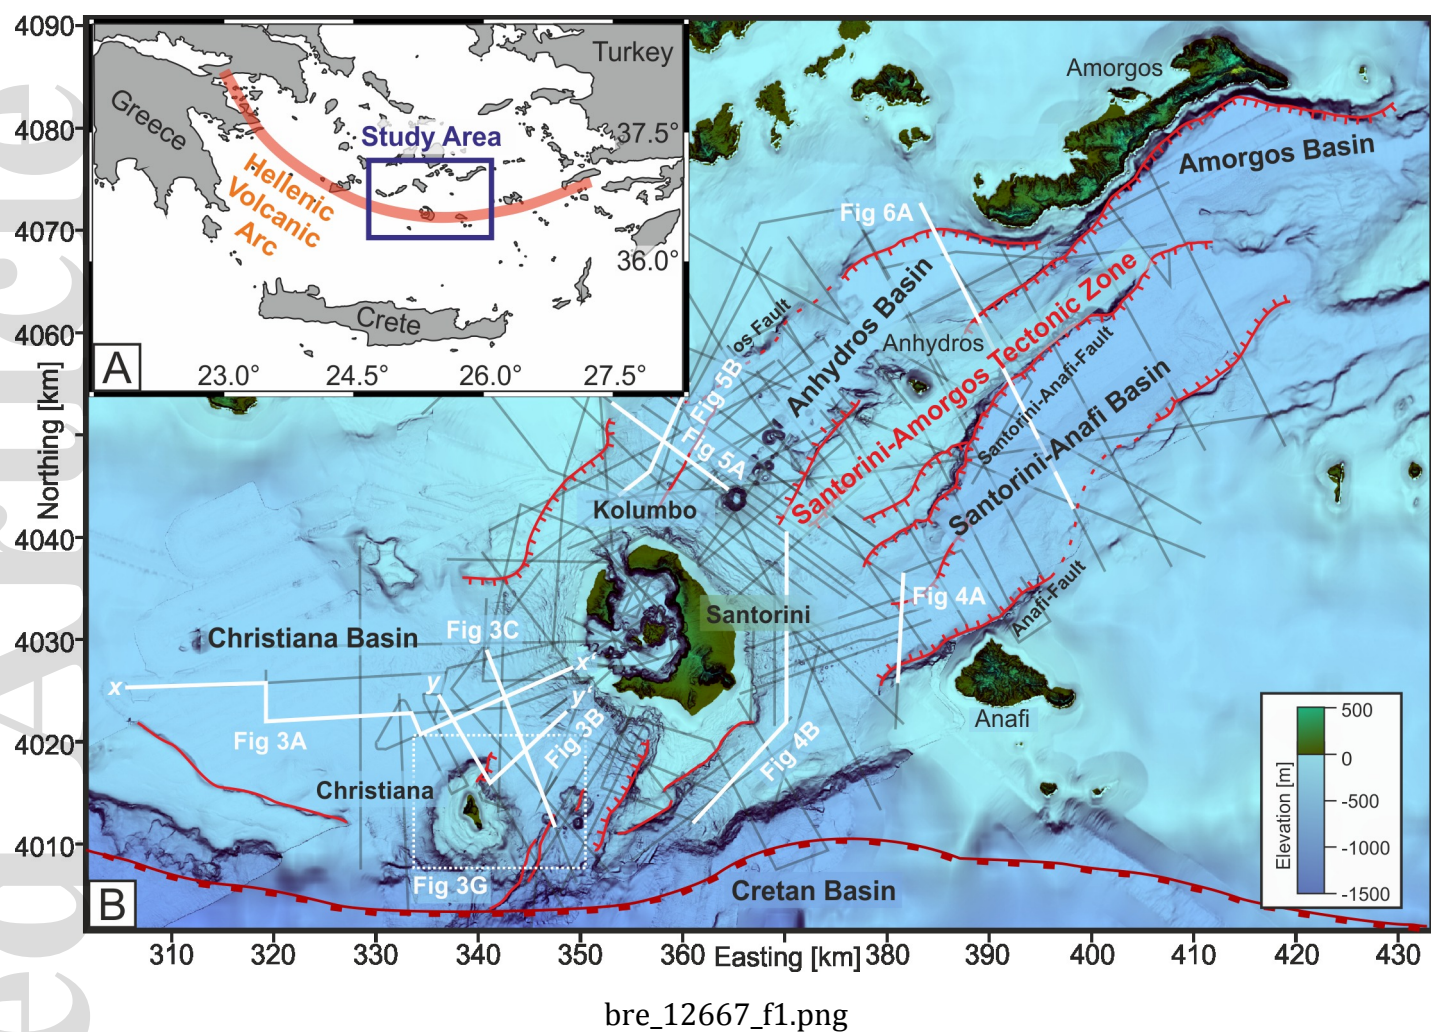 4090
4080
4070
4060
4040
4030
4020
4010
Northing [km]
Turkey
Greece
37.5°
Study Area
Hellenic
Volcanic
Arc
36.0°
Crete
A
23.0°
24.5°
26.0°
27.5°
Amorgos
Amorgos Basin
Fig 6A
Anhydros Basin
os-Fault
Anhydros
Santorini-Amorgos Tectonic Zone
Santorini-Anafi-Fault
Santorini-Anafi Basin
n Fig 5B
Fig 5A
Kolumbo
Santorini
Fig 4A
Anafi-Fault
Anafi
Christiana Basin
Fig 3C
x
x'
y
y'
Fig 3A
Fig 3B
Fig 4B
Christiana
Fig 3G
Cretan Basin
B
Elevation [m]
500
0
-500
-1000
-1500
310
320
330
340
350
360
Easting [km]
380
390
400
410
420
430
bre_12667_f1.png